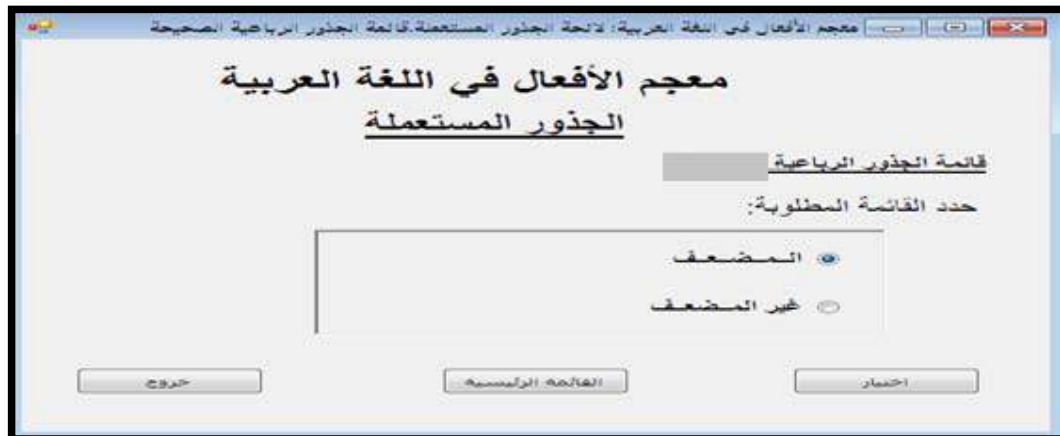 معجم الأفعال في اللغة العربية: لائحة الجذور المستعملة.قائمة الجذور الرباعية الصحيحة
معجم الأفعال في اللغة العربية
الجذور المستعملة
قائمة الجذور الرباعية
حدد القائمة المطلوبة:
المضعف
غير المضعف
اختيار
القائمة الرئيسية
خروج